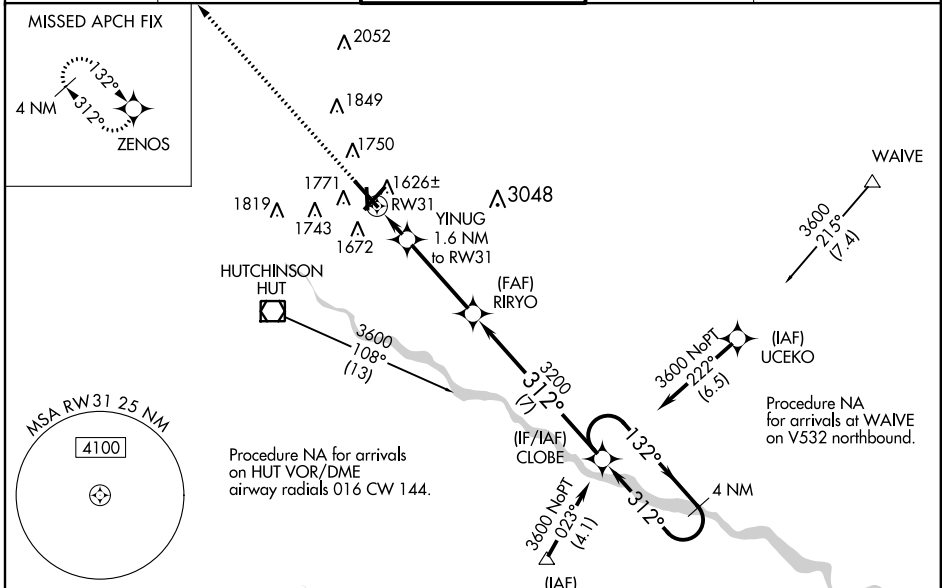 MISSED APCH FIX
132°
4 NM
312°
ZENOS
2052
1849
1750
1771
1626±
RW31
1819
1743
1672
3048
YINUG
1.6 NM
to RW31
WAIVE
3600
215°
(7.4)
HUTCHINSON
HUT
3600
108°
(13)
(FAF)
RIRYO
(IAF)
UCEKO
3600 NoPT
222°
(6.5)
3200
312°
(7)
Procedure NA
for arrivals at WAIVE
on V532 northbound.
MSA RW31 25 NM
4100
Procedure NA for arrivals
on HUT VOR/DME
airway radials 016 CW 144.
(IF/IAF)
CLOBE
132°
312°
4 NM
3600 NoPT
023°
(4.1)
(IAF)